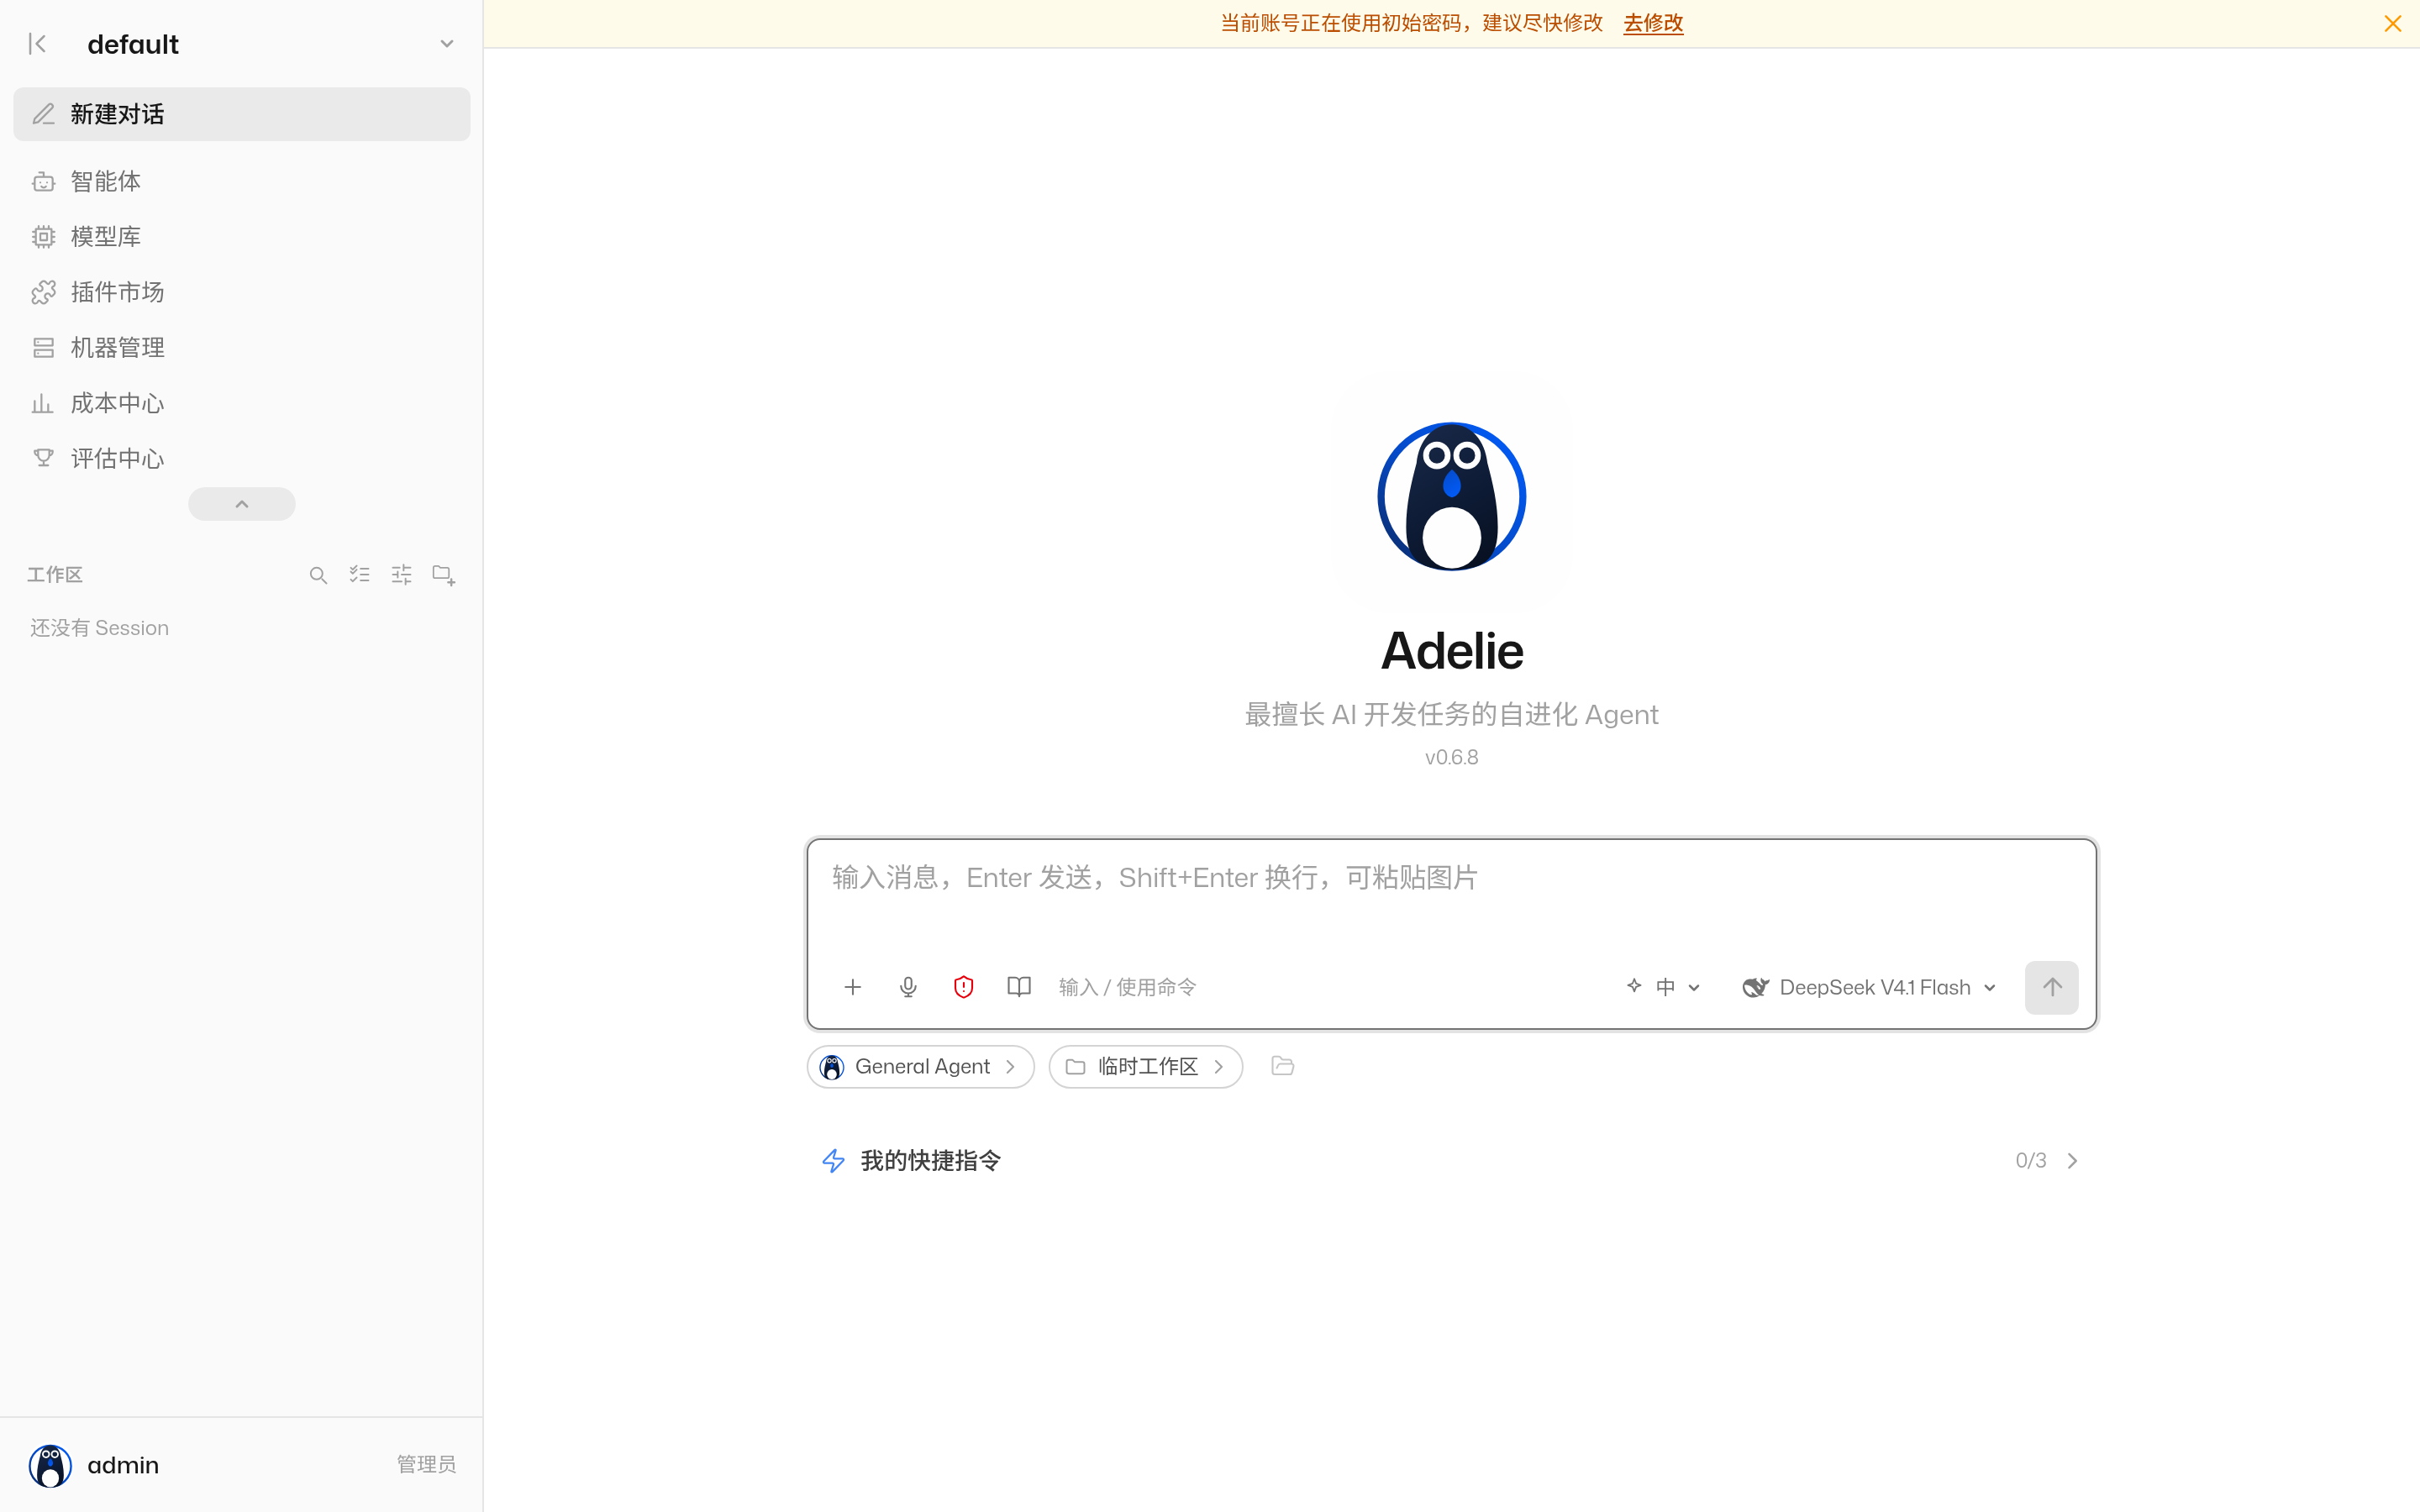 default
新建对话
智能体
模型库
插件市场
机器管理
成本中心
评估中心
工作区
还没有 Session
admin
管理员
当前账号正在使用初始密码，建议尽快修改 去修改
Adelie
最擅长 AI 开发任务的自进化 Agent
v0.6.8
输入消息，Enter 发送，Shift+Enter 换行，可粘贴图片
输入 / 使用命令
中
DeepSeek V4.1 Flash
General Agent
临时工作区
我的快捷指令
0/3